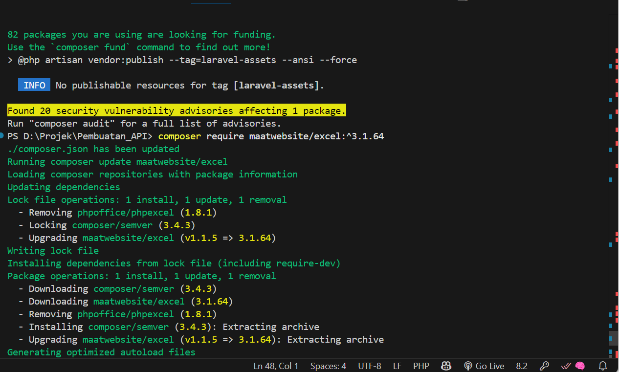 82 packages you are using are looking for funding.
Use the `composer fund` command to find out more!
> @php artisan vendor:publish --tag=laravel-assets --ansi --force
INFO No publishable resources for tag [laravel-assets].
Found 20 security vulnerability advisories affecting 1 package.
Run "composer audit" for a full list of advisories.
PS D:\Projek\Pembuatan_API> composer require maatwebsite/excel:^3.1.64
./composer.json has been updated
Running composer update maatwebsite/excel
Loading composer repositories with package information
Updating dependencies
Lock file operations: 1 install, 1 update, 1 removal
- Removing phpoffice/phpexcel (1.8.1)
- Locking composer/semver (3.4.3)
- Upgrading maatwebsite/excel (v1.1.5 => 3.1.64)
Writing lock file
Installing dependencies from lock file (including require-dev)
Package operations: 1 install, 1 update, 1 removal
- Downloading composer/semver (3.4.3)
- Downloading maatwebsite/excel (3.1.64)
- Removing phpoffice/phpexcel (1.8.1)
- Installing composer/semver (3.4.3): Extracting archive
- Upgrading maatwebsite/excel (v1.1.5 => 3.1.64): Extracting archive
Generating optimized autoload files
Ln 48, Col 1 Spaces: 4 UTF-8 LF PHP Go Live 8.2